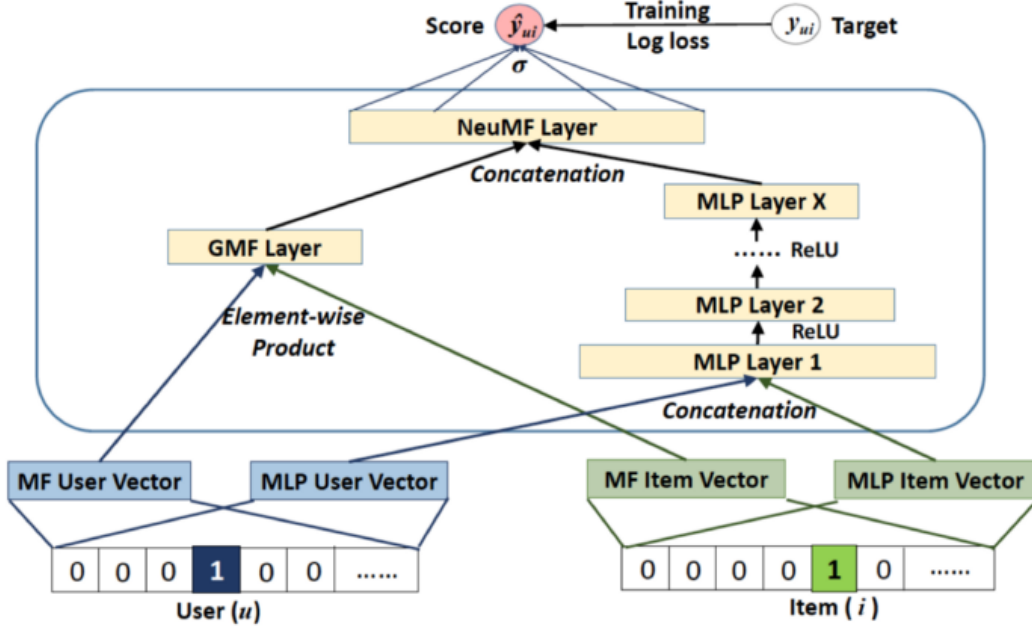 Score ŷui Training yui Target
Log loss
σ
NeuMF Layer
Concatenation
MLP Layer X
GMF Layer
...... ReLU
Element-wise
Product
MLP Layer 2
ReLU
MLP Layer 1
Concatenation
MF User Vector MLP User Vector MF Item Vector MLP Item Vector
0 0 0 1 0 0 ...... 0 0 0 0 1 0 ......
User (u) Item ( i )